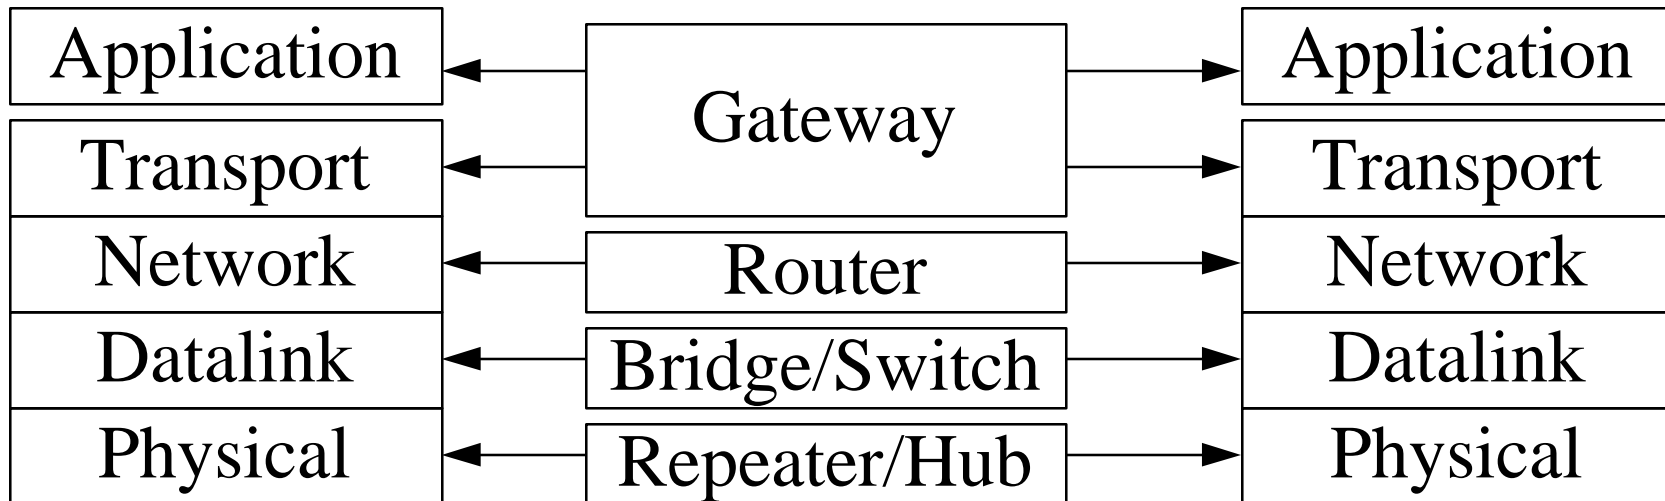 Application
Gateway
Application
Transport
Transport
Network
Router
Network
Datalink
Bridge/Switch
Datalink
Physical
Repeater/Hub
Physical